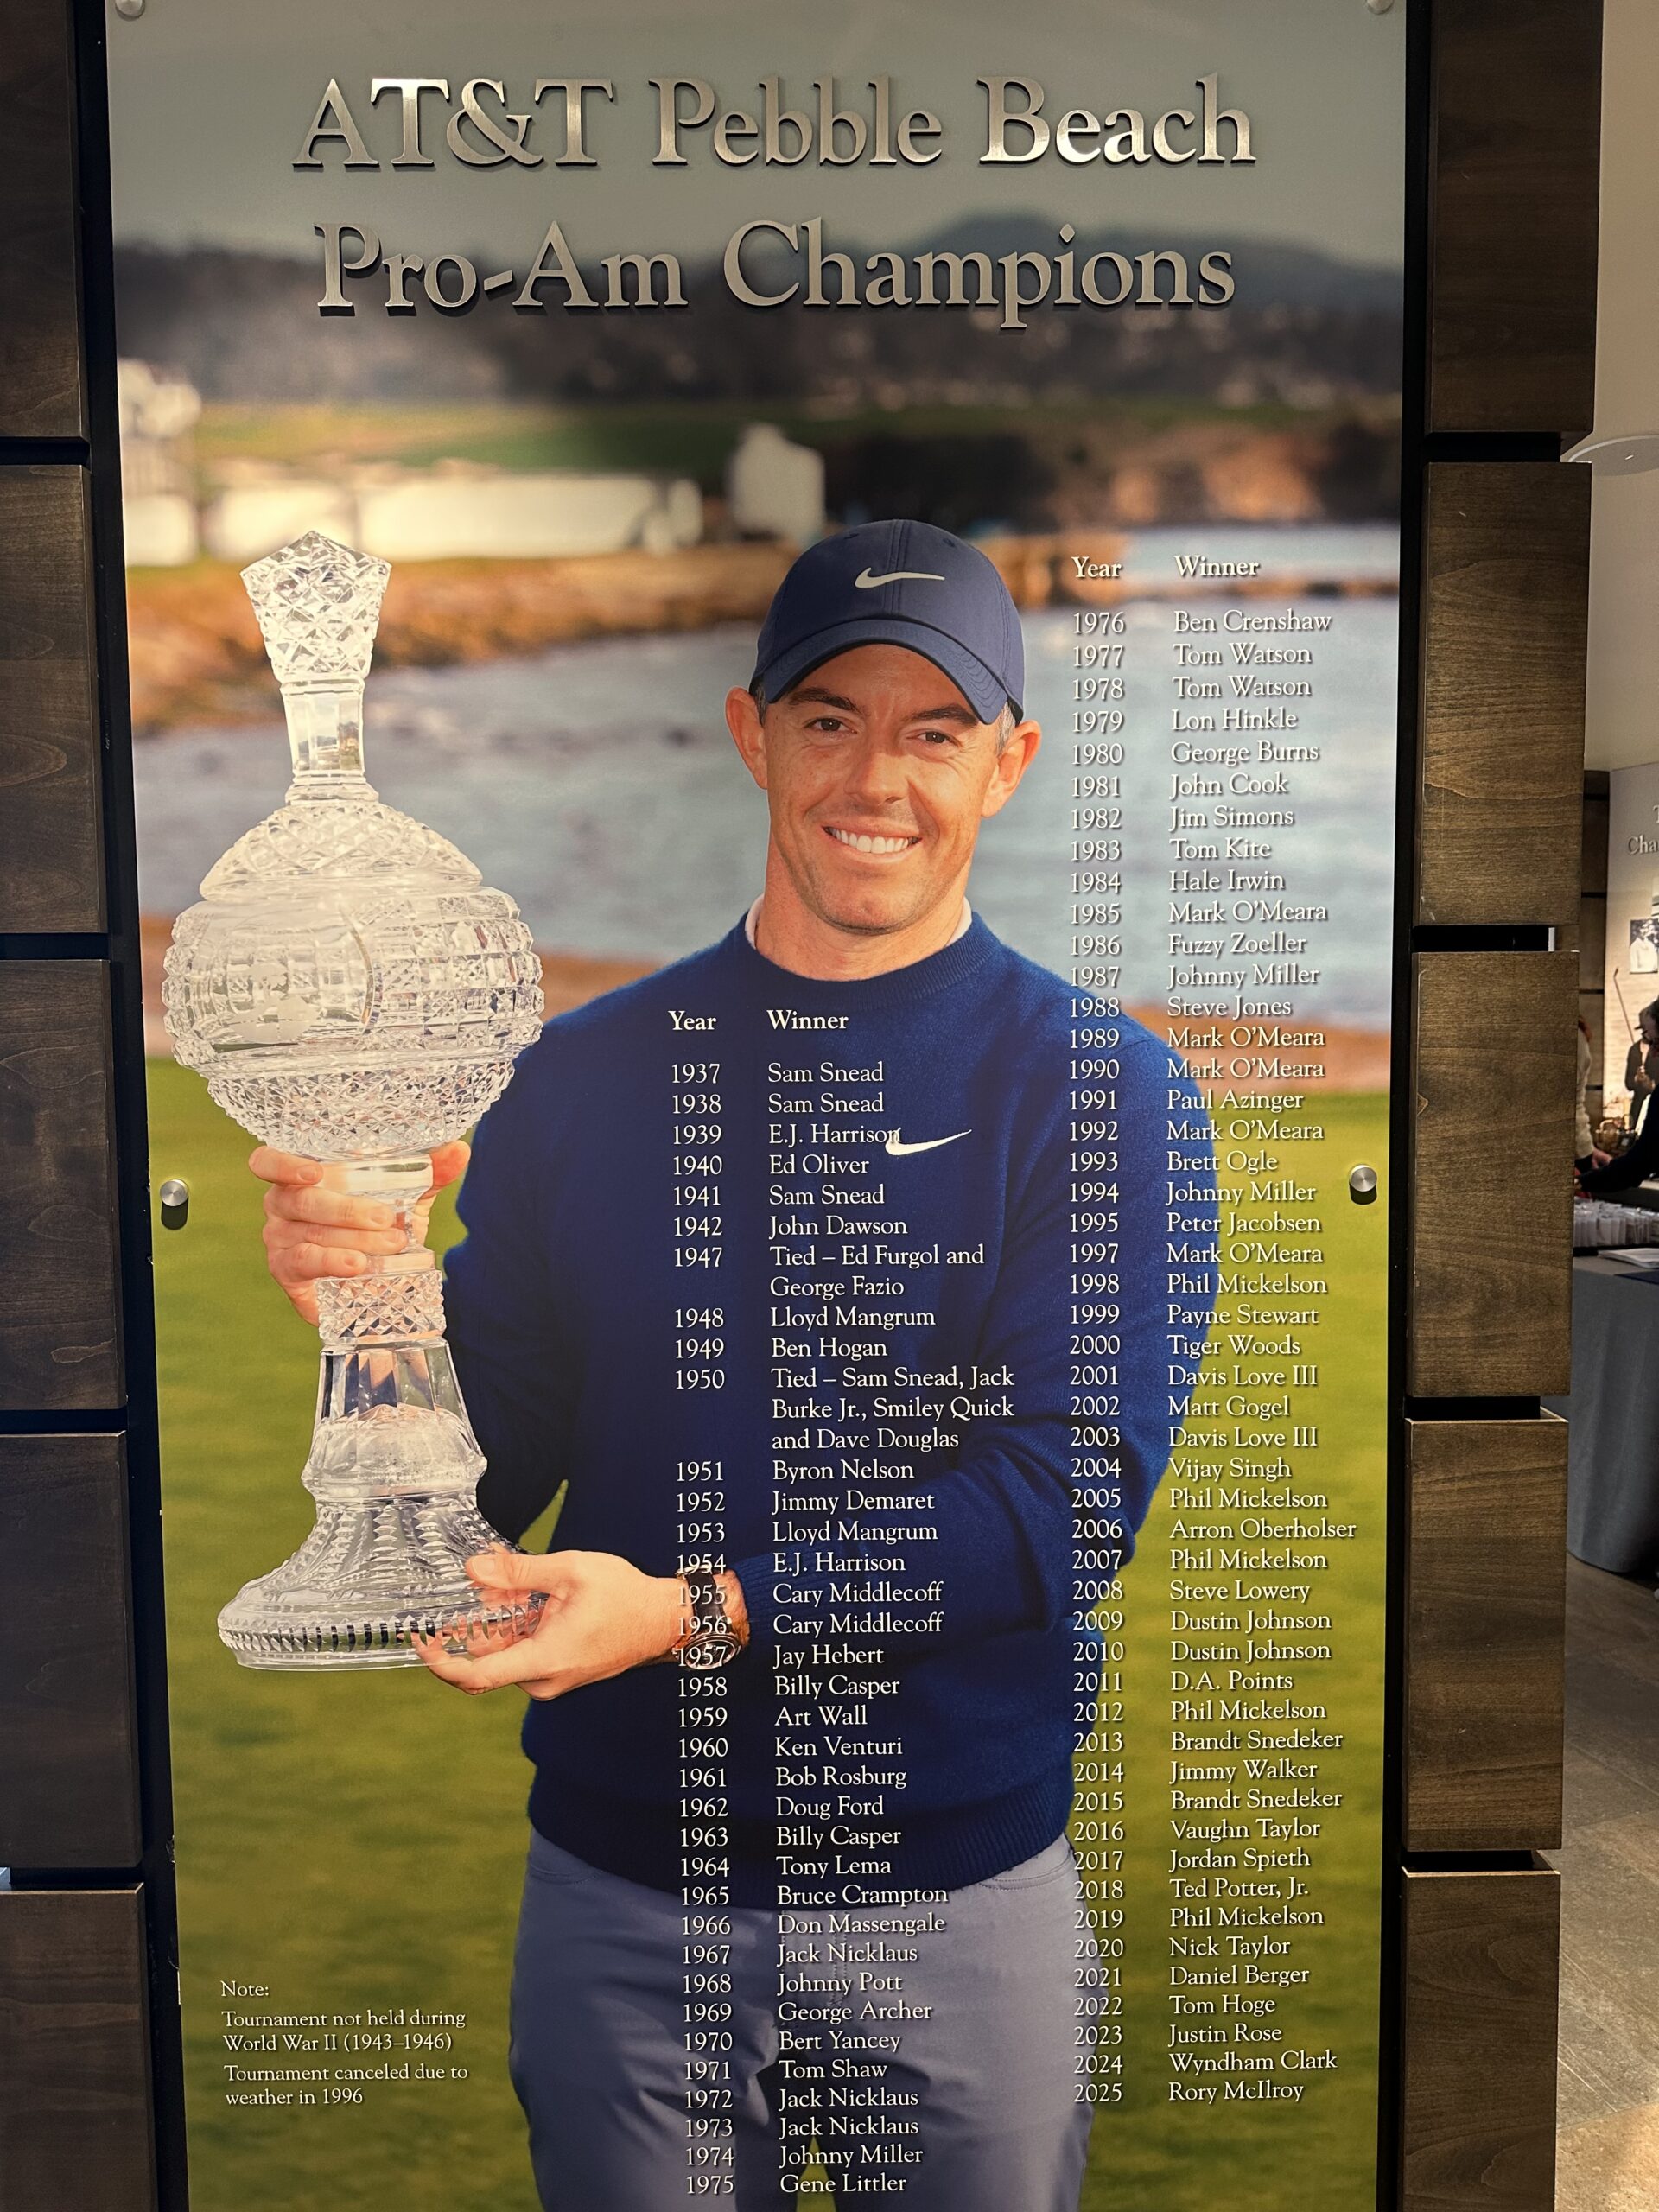 AT&T Pebble Beach
Pro-Am Champions
Year Winner
1937 Sam Snead
1938 Sam Snead
1939 E.J. Harrison
1940 Ed Oliver
1941 Sam Snead
1942 John Dawson
1947 Tied – Ed Furgol and
George Fazio
1948 Lloyd Mangrum
1949 Ben Hogan
1950 Tied – Sam Snead, Jack
Burke Jr., Smiley Quick
and Dave Douglas
1951 Byron Nelson
1952 Jimmy Demaret
1953 Lloyd Mangrum
1954 E.J. Harrison
1955 Cary Middlecoff
1956 Cary Middlecoff
1957 Jay Hebert
1958 Billy Casper
1959 Art Wall
1960 Ken Venturi
1961 Bob Rosburg
1962 Doug Ford
1963 Billy Casper
1964 Tony Lema
1965 Bruce Crampton
1966 Don Massengale
1967 Jack Nicklaus
1968 Johnny Pott
1969 George Archer
1970 Bert Yancey
1971 Tom Shaw
1972 Jack Nicklaus
1973 Jack Nicklaus
1974 Johnny Miller
1975 Gene Littler
Year Winner
1976 Ben Crenshaw
1977 Tom Watson
1978 Tom Watson
1979 Lon Hinkle
1980 George Burns
1981 John Cook
1982 Jim Simons
1983 Tom Kite
1984 Hale Irwin
1985 Mark O'Meara
1986 Fuzzy Zoeller
1987 Johnny Miller
1988 Steve Jones
1989 Mark O'Meara
1990 Mark O'Meara
1991 Paul Azinger
1992 Mark O'Meara
1993 Brett Ogle
1994 Johnny Miller
1995 Peter Jacobsen
1997 Mark O'Meara
1998 Phil Mickelson
1999 Payne Stewart
2000 Tiger Woods
2001 Davis Love III
2002 Matt Gogel
2003 Davis Love III
2004 Vijay Singh
2005 Phil Mickelson
2006 Arron Oberholser
2007 Phil Mickelson
2008 Steve Lowery
2009 Dustin Johnson
2010 Dustin Johnson
2011 D.A. Points
2012 Phil Mickelson
2013 Brandt Snedeker
2014 Jimmy Walker
2015 Brandt Snedeker
2016 Vaughn Taylor
2017 Jordan Spieth
2018 Ted Potter, Jr.
2019 Phil Mickelson
2020 Nick Taylor
2021 Daniel Berger
2022 Tom Hoge
2023 Justin Rose
2024 Wyndham Clark
2025 Rory McIlroy
Note:
Tournament not held during
World War II (1943–1946)
Tournament canceled due to
weather in 1996